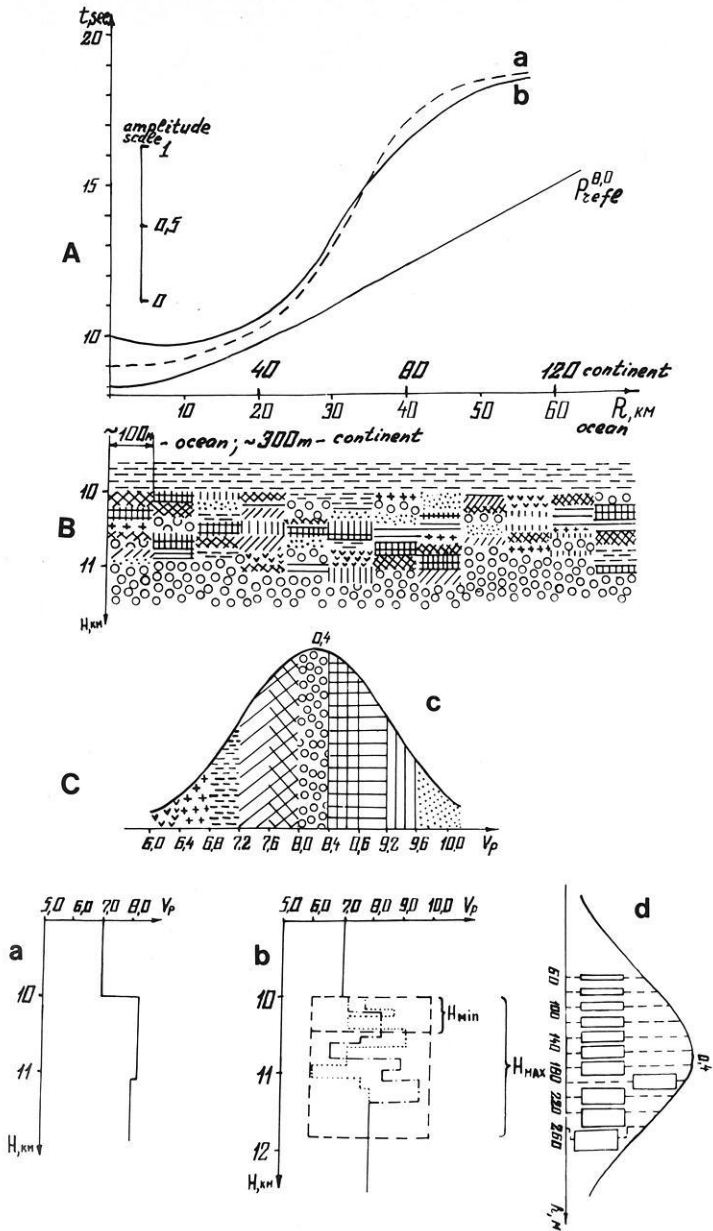 t, sec
20
a
b
amplitude
scale 1
15
P refl 8,0
0,5
A
0
10
40 80 120 continent
10 20 30 40 50 60 R, км
ocean
~100m - ocean; ~300m - continent
10
B
11
H, км
0,4
c
C
6,0 6,4 6,8 7,2 7,6 8,0 8,4 0,6 9,2 9,6 10,0 Vp
5,0 6,0 7,0 8,0 Vp
a
10
11
H, км
5,0 6,0 7,0 8,0 9,0 10,0 Vp
b
10
Hmin
11
HMAX
12
H, км
d
60
100
140
180
220
260
0,4
h, м